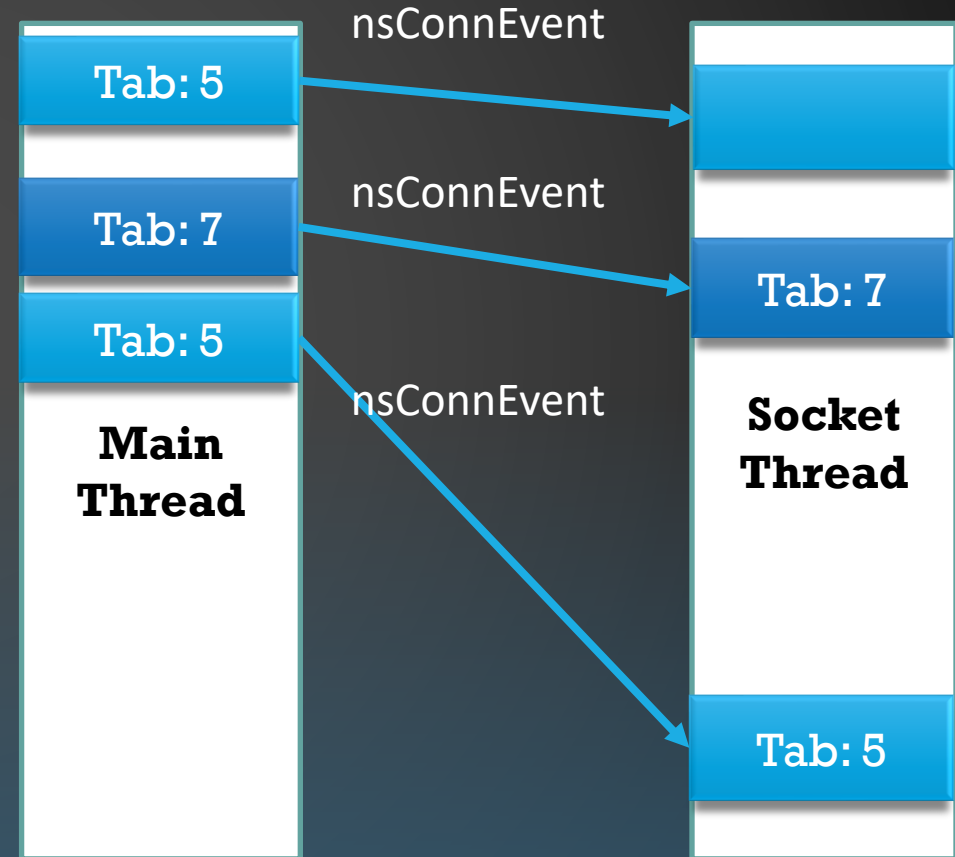 nsConnEvent
Tab: 5
nsConnEvent
Tab: 7
Tab: 7
Tab: 5
nsConnEvent
Main
Thread
Socket
Thread
Tab: 5